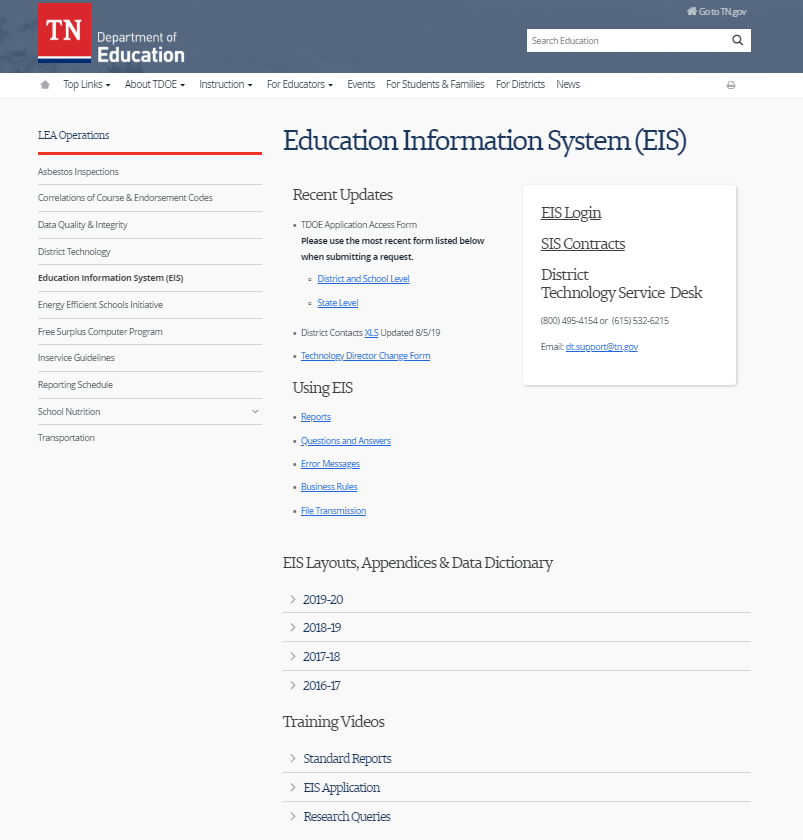 Go to TN.gov
TN
Department of
Education
Search Education
Top Links
About TDOE
Instruction
For Educators
Events
For Students & Families
For Districts
News
LEA Operations
Asbestos Inspections
Correlations of Course & Endorsement Codes
Data Quality & Integrity
District Technology
Education Information System (EIS)
Energy Efficient Schools Initiative
Free Surplus Computer Program
Inservice Guidelines
Reporting Schedule
School Nutrition
Transportation
Education Information System (EIS)
Recent Updates
• TDOE Application Access Form
Please use the most recent form listed below
when submitting a request.
District and School Level
State Level
• District Contacts XLS Updated 8/5/19
• Technology Director Change Form
Using EIS
• Reports
• Questions and Answers
• Error Messages
• Business Rules
• File Transmission
EIS Login
SIS Contracts
District
Technology Service Desk
(800) 495-4154 or (615) 532-6215
Email: dt.support@tn.gov
EIS Layouts, Appendices & Data Dictionary
2019-20
2018-19
2017-18
2016-17
Training Videos
Standard Reports
EIS Application
Research Queries